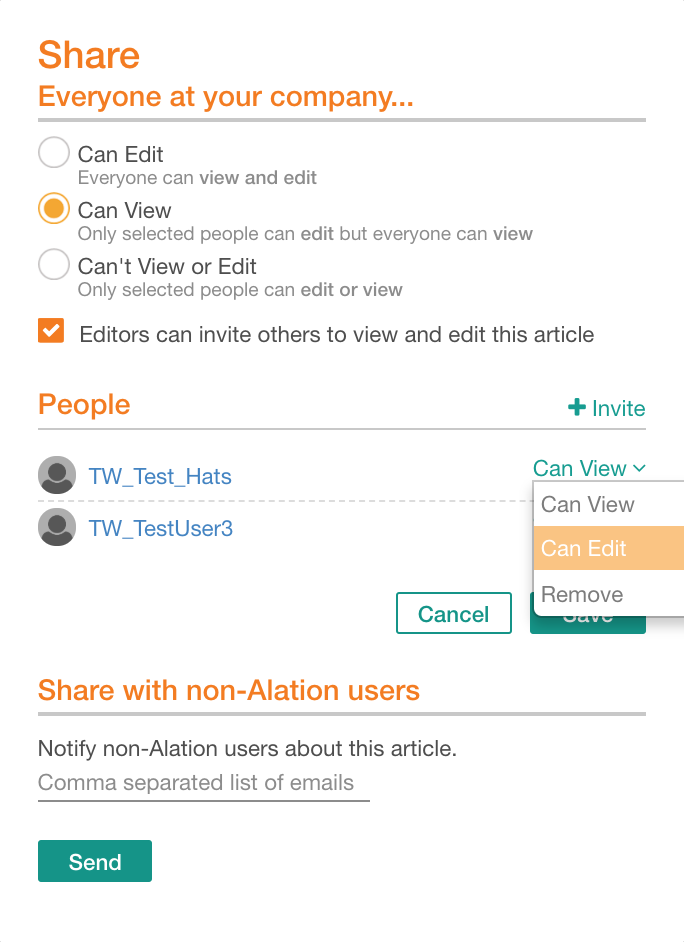 Share
Everyone at your company...
Can Edit
Everyone can view and edit
Can View
Only selected people can edit but everyone can view
Can't View or Edit
Only selected people can edit or view
Editors can invite others to view and edit this article
People
Invite
TW_Test_Hats
Can View
Can View
TW_TestUser3
Can Edit
Remove
Cancel
Save
Share with non-Alation users
Notify non-Alation users about this article.
Comma separated list of emails
Send